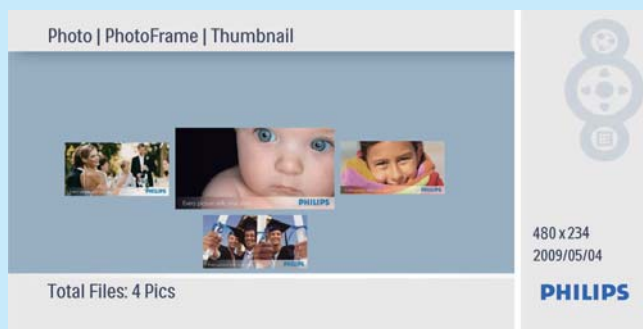 Photo | PhotoFrame | Thumbnail
PHILIPS
PHILIPS
PHILIPS
PHILIPS
Total Files: 4 Pics
480 x 234
2009/05/04
PHILIPS